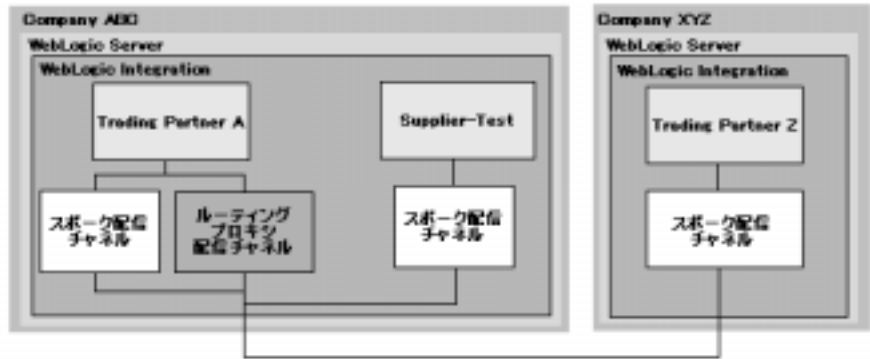 Company ABC
WebLogic Server
WebLogic Integration
Trading Partner A
Supplier-Test
スポーク配信
チャネル
ルーティング
プロキシ
配信チャネル
スポーク配信
チャネル
Company XYZ
WebLogic Server
WebLogic Integration
Trading Partner Z
スポーク配信
チャネル